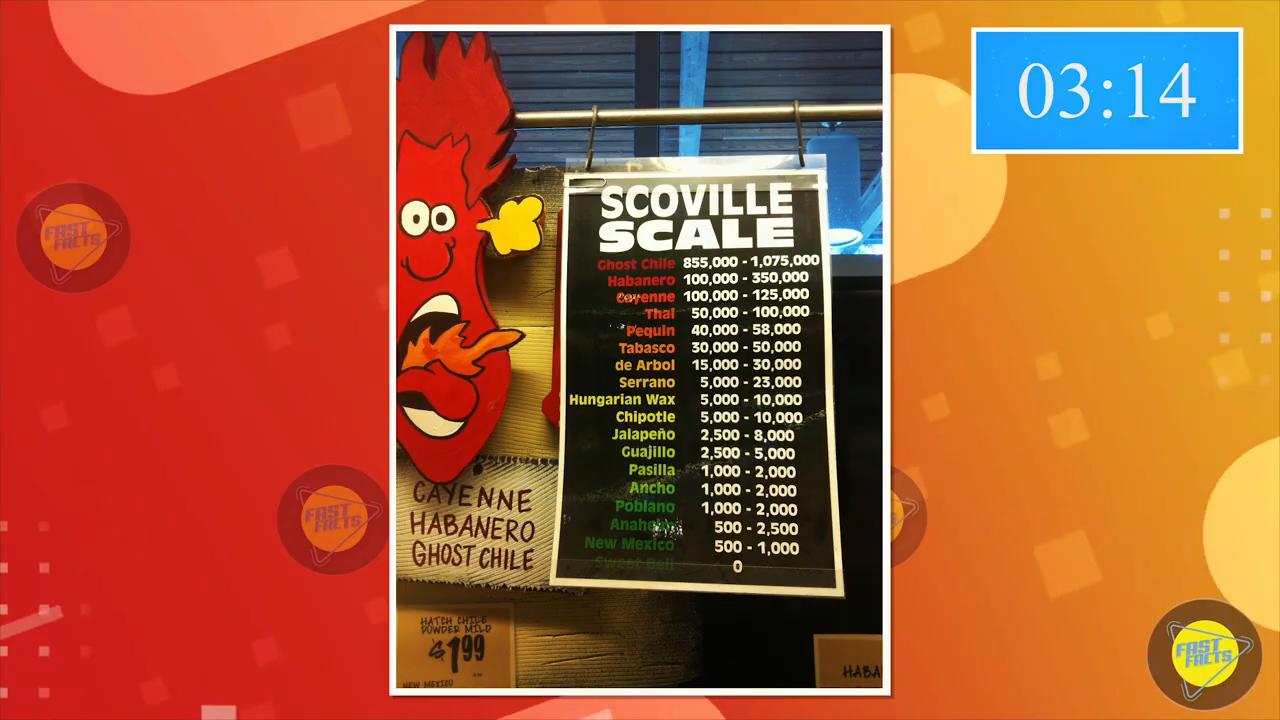 03:14
SCOVILLE
SCALE
Ghost Chile 855,000 - 1,075,000
Habanero 100,000 - 350,000
Cayenne 100,000 - 125,000
Thai 50,000 - 100,000
Pequin 40,000 - 58,000
Tabasco 30,000 - 50,000
de Arbol 15,000 - 30,000
Serrano 5,000 - 23,000
Hungarian Wax 5,000 - 10,000
Chipotle 5,000 - 10,000
Jalapeño 2,500 - 8,000
Guajillo 2,500 - 5,000
Pasilla 1,000 - 2,000
Ancho 1,000 - 2,000
Poblano 1,000 - 2,000
Anaheim 500 - 2,500
New Mexico 500 - 1,000
Sweet Bell 0
CAYENNE
HABANERO
GHOST CHILE
HATCH CHILE
POWDER MILD
$1.99
NEW MEXICO
HABA
FAST
FACTS
FAST
FACTS
FAST
FACTS